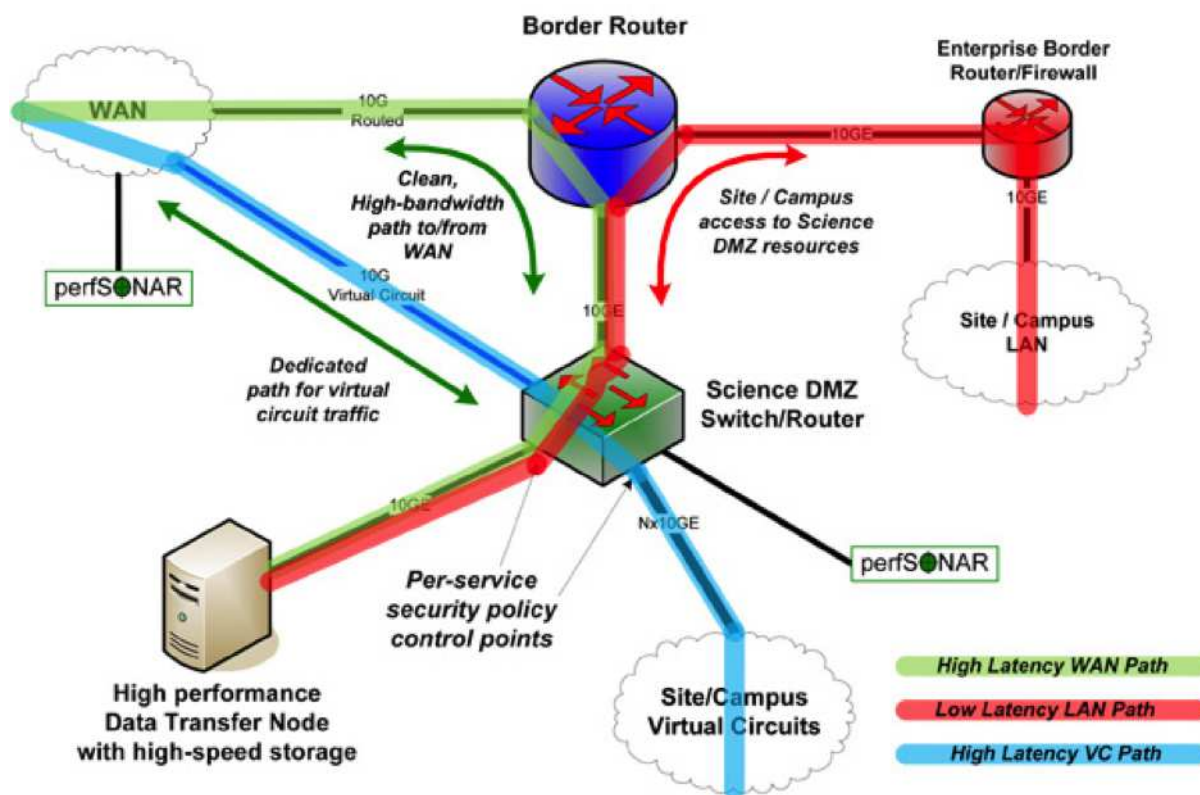 Border Router
Enterprise Border
Router/Firewall
WAN
10G
Routed
10GE
10GE
Clean,
High-bandwidth
path to/from
WAN
Site / Campus
access to Science
DMZ resources
perfSONAR
10G
Virtual Circuit
10GE
Site / Campus
LAN
Dedicated
path for virtual
circuit traffic
Science DMZ
Switch/Router
10GE
Nx10GE
perfSONAR
Per-service
security policy
control points
High performance
Data Transfer Node
with high-speed storage
Site/Campus
Virtual Circuits
High Latency WAN Path
Low Latency LAN Path
High Latency VC Path